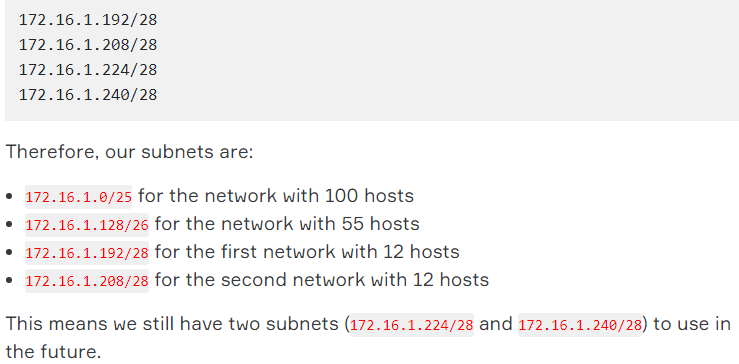 172.16.1.192/28
172.16.1.208/28
172.16.1.224/28
172.16.1.240/28
Therefore, our subnets are:
• 172.16.1.0/25 for the network with 100 hosts
• 172.16.1.128/26 for the network with 55 hosts
• 172.16.1.192/28 for the first network with 12 hosts
• 172.16.1.208/28 for the second network with 12 hosts
This means we still have two subnets (172.16.1.224/28 and 172.16.1.240/28) to use in
the future.